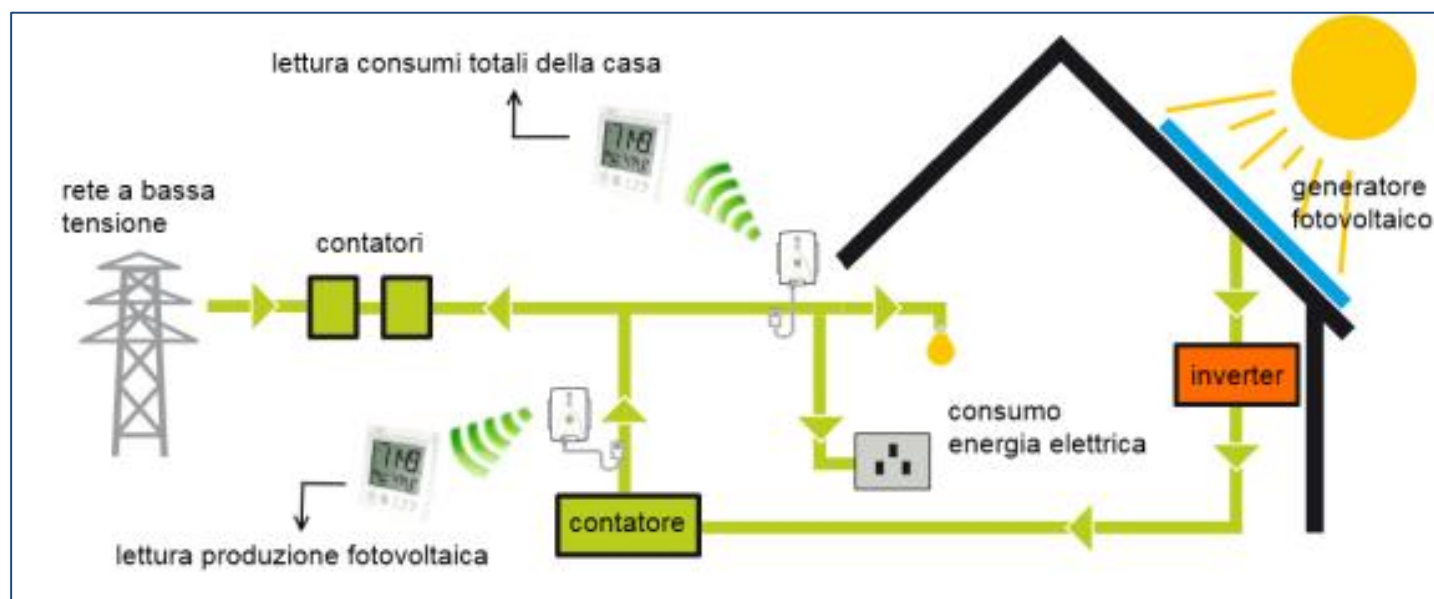 lettura consumi totali della casa
rete a bassa
tensione
contatori
generatore
fotovoltaico
inverter
consumo
energia elettrica
contatore
lettura produzione fotovoltaica